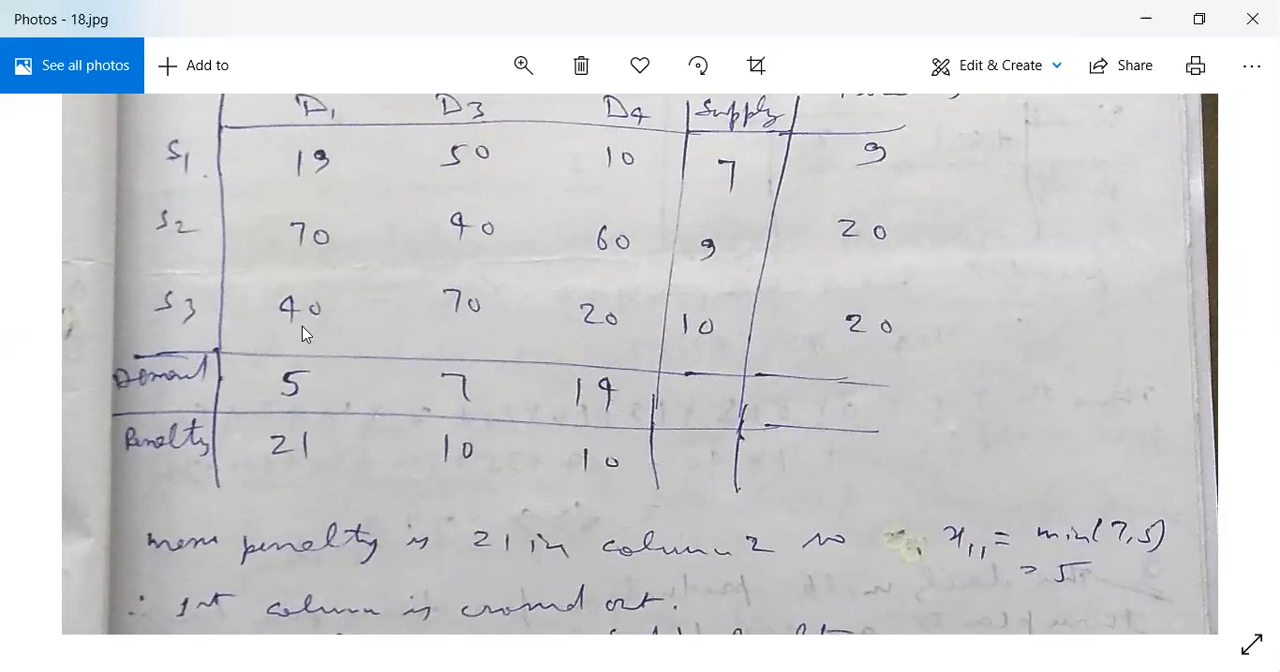 Photos - 18.jpg
See all photos
Add to
Edit & Create
Share
D1 D3 D4 Supply
S1 19 50 10 7 9
S2 70 40 60 9 20
S3 40 70 20 10 20
Demand 5 7 14
Penalty 21 10 10
penalty is 21 in column 2 so x11 = min(7,5)
= 5
∴ 1st column is crossed out.